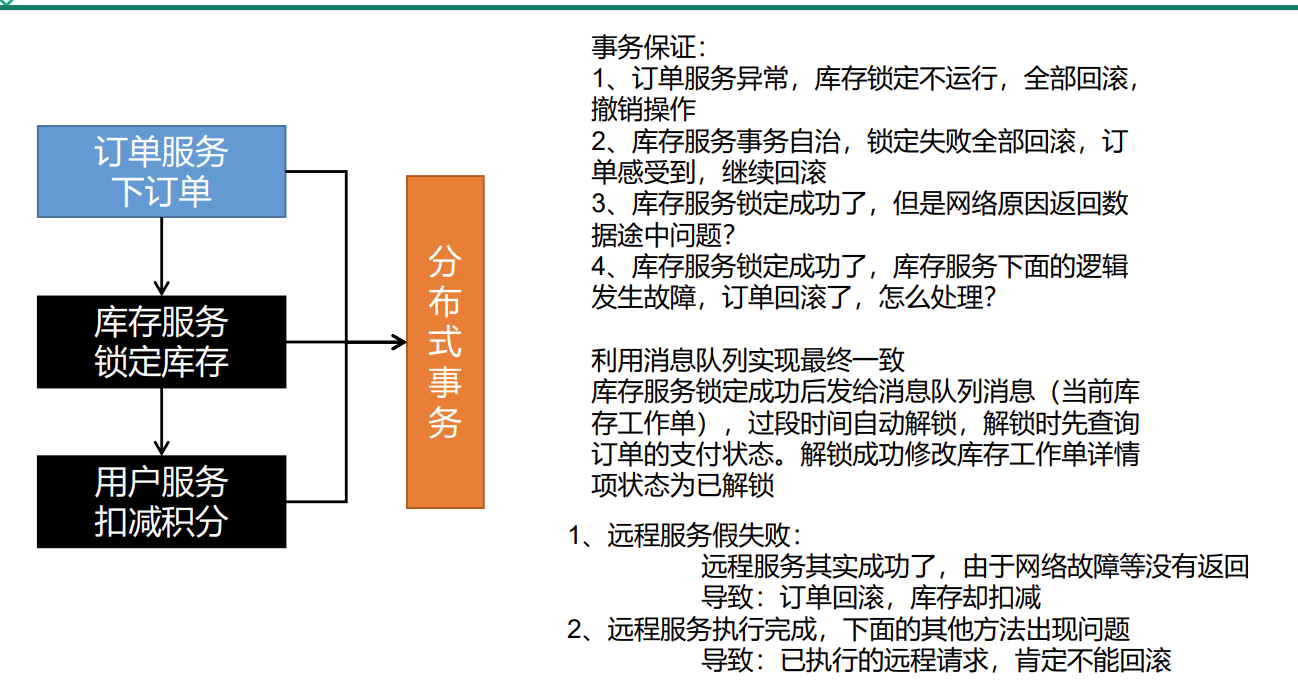 订单服务
下订单
库存服务
锁定库存
用户服务
扣减积分
分
布
式
事
务
事务保证：
1、订单服务异常，库存锁定不运行，全部回滚，
撤销操作
2、库存服务事务自治，锁定失败全部回滚，订
单感受到，继续回滚
3、库存服务锁定成功了，但是网络原因返回数
据途中问题？
4、库存服务锁定成功了，库存服务下面的逻辑
发生故障，订单回滚了，怎么处理？
利用消息队列实现最终一致
库存服务锁定成功后发给消息队列消息（当前库
存工作单），过段时间自动解锁，解锁时先查询
订单的支付状态。解锁成功修改库存工作单详情
项状态为已解锁
1、远程服务假失败：
远程服务其实成功了，由于网络故障等没有返回
导致：订单回滚，库存却扣减
2、远程服务执行完成，下面的其他方法出现问题
导致：已执行的远程请求，肯定不能回滚